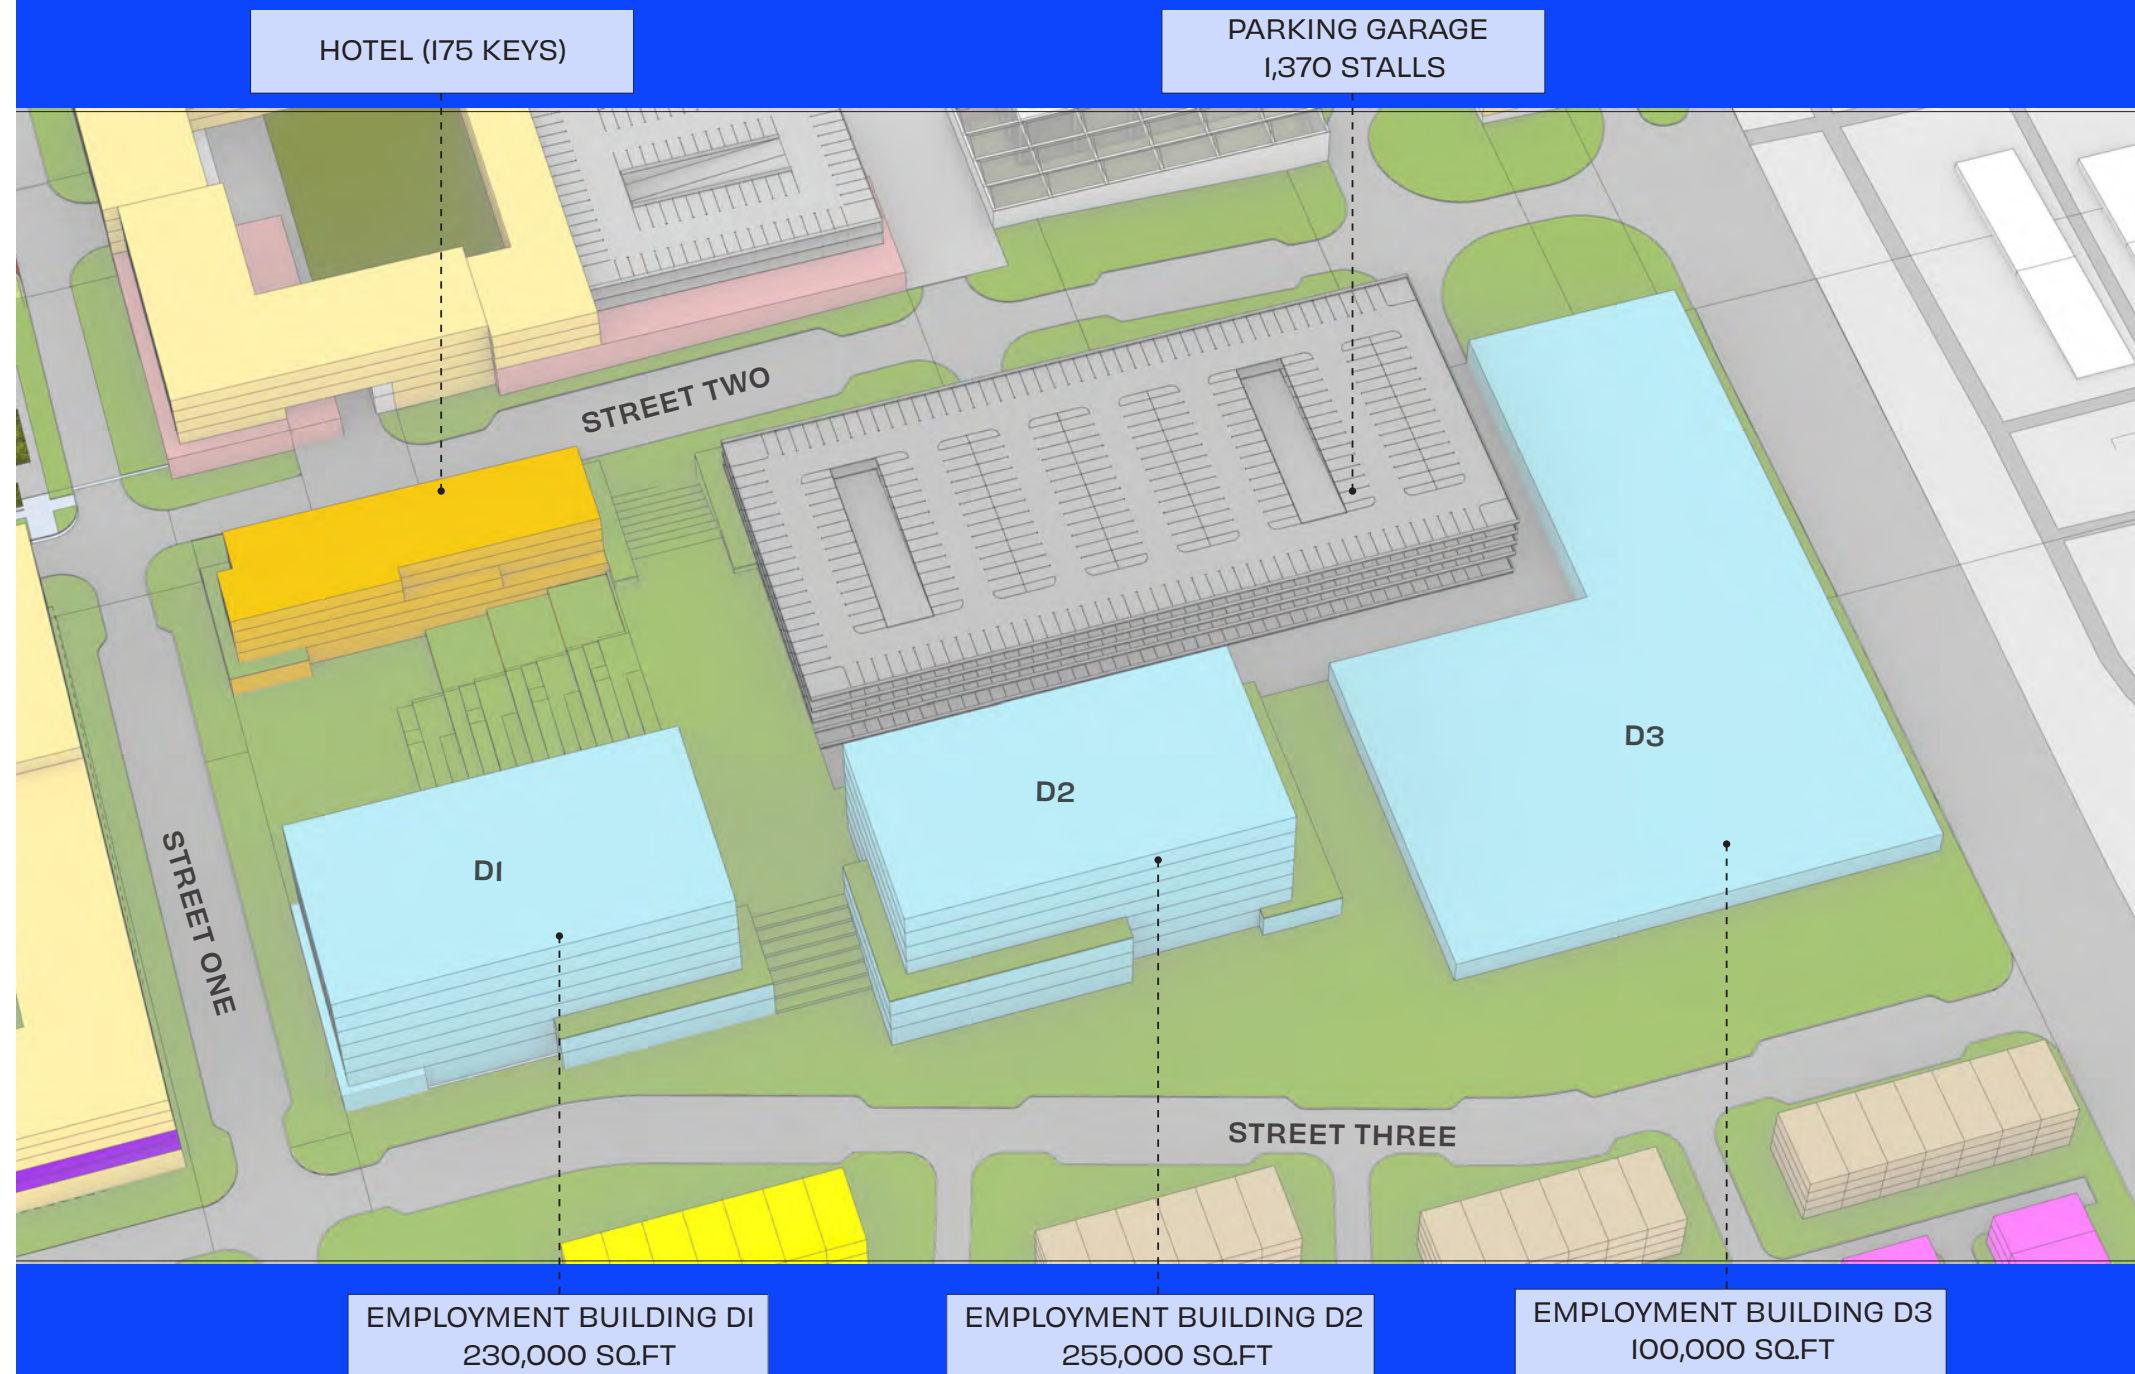 HOTEL (175 KEYS)
PARKING GARAGE
1,370 STALLS
STREET TWO
D3
D2
D1
STREET ONE
STREET THREE
EMPLOYMENT BUILDING D1
230,000 SQ.FT
EMPLOYMENT BUILDING D2
255,000 SQ.FT
EMPLOYMENT BUILDING D3
100,000 SQ.FT